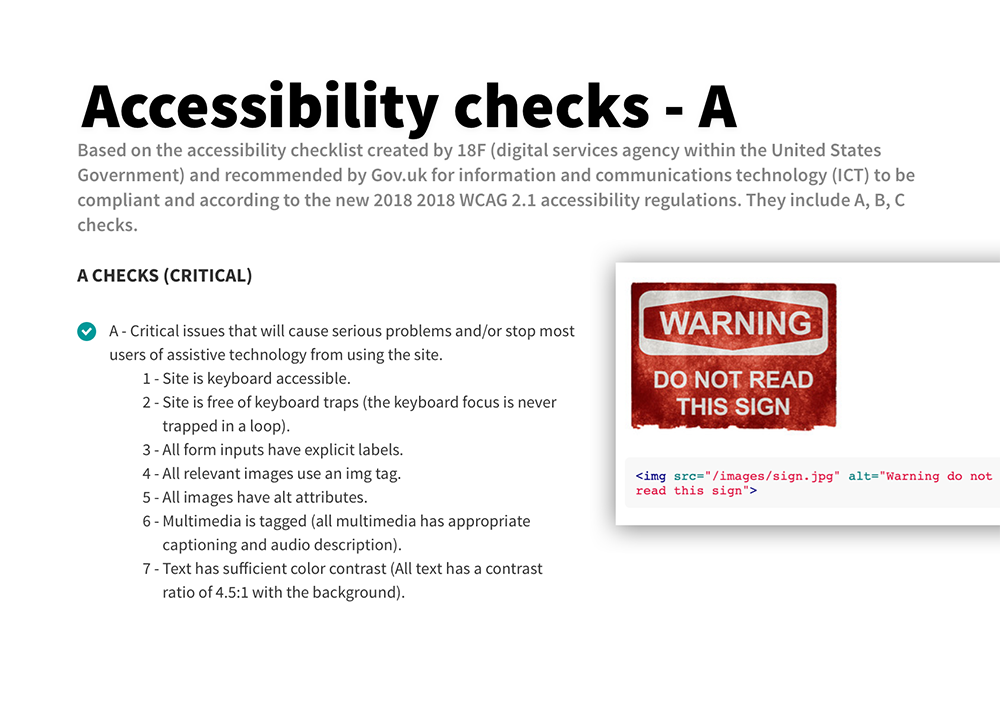 Accessibility checks - A
Based on the accessibility checklist created by 18F (digital services agency within the United States
Government) and recommended by Gov.uk for information and communications technology (ICT) to be
compliant and according to the new 2018 2018 WCAG 2.1 accessibility regulations. They include A, B, C
checks.
A CHECKS (CRITICAL)
A - Critical issues that will cause serious problems and/or stop most
users of assistive technology from using the site.
1 - Site is keyboard accessible.
2 - Site is free of keyboard traps (the keyboard focus is never
trapped in a loop).
3 - All form inputs have explicit labels.
4 - All relevant images use an img tag.
5 - All images have alt attributes.
6 - Multimedia is tagged (all multimedia has appropriate
captioning and audio description).
7 - Text has sufficient color contrast (All text has a contrast
ratio of 4.5:1 with the background).
WARNING
DO NOT READ
THIS SIGN
<img src="/images/sign.jpg" alt="Warning do not
read this sign">